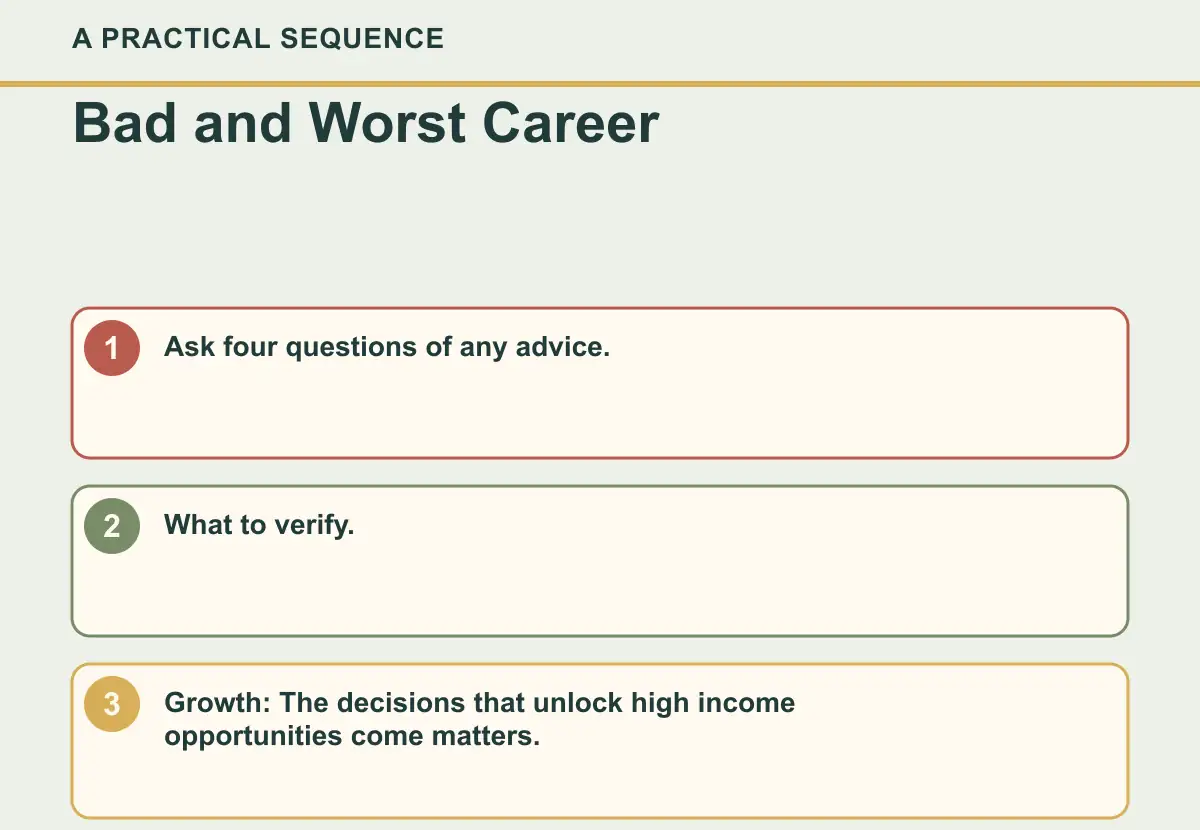 A PRACTICAL SEQUENCE
Bad and Worst Career
1
Ask four questions of any advice.
2
What to verify.
3
Growth: The decisions that unlock high income
opportunities come matters.